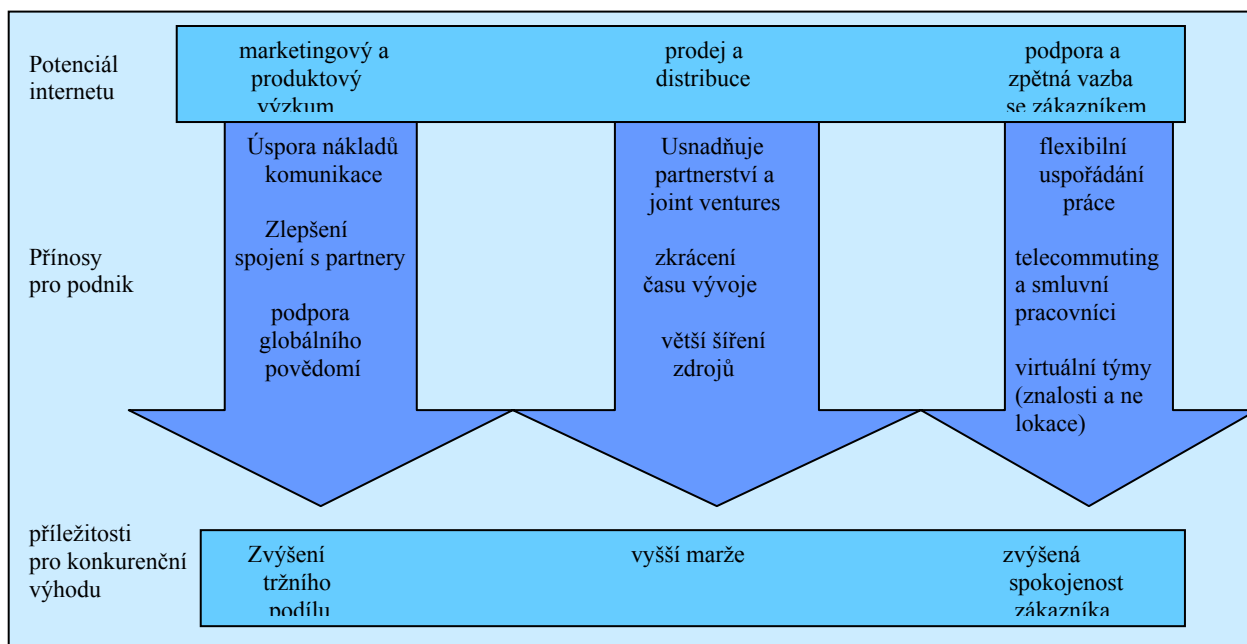 Potenciál
internetu
marketingový a
produktový
výzkum
prodej a
distribuce
podpora a
zpětná vazba
se zákazníkem
Přínosy
pro podnik
Úspora nákladů
komunikace
Zlepšení
spojení s partnery
podpora
globálního
povědomí
Usnadňuje
partnerství a
joint ventures
zkrácení
času vývoje
větší šíření
zdrojů
flexibilní
uspořádání
práce
telecommuting
a smluvní
pracovníci
virtuální týmy
(znalosti a ne
lokace)
příležitosti
pro konkurenční
výhodu
Zvýšení
tržního
podílu
vyšší marže
zvýšená
spokojenost
zákazníka